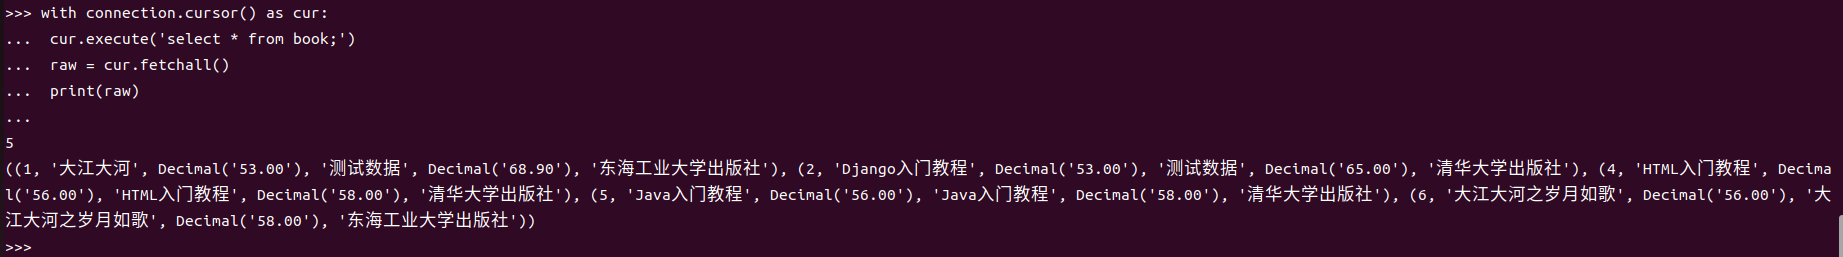 >>> with connection.cursor() as cur:
...  cur.execute('select * from book;')
...  raw = cur.fetchall()
...  print(raw)
...
5
((1, '大江大河', Decimal('53.00'), '测试数据', Decimal('68.90'), '东海工业大学出版社'), (2, 'Django入门教程', Decimal('53.00'), '测试数据', Decimal('65.00'), '清华大学出版社'), (4, 'HTML入门教程', Decima
l('56.00'), 'HTML入门教程', Decimal('58.00'), '清华大学出版社'), (5, 'Java入门教程', Decimal('56.00'), 'Java入门教程', Decimal('58.00'), '清华大学出版社'), (6, '大江大河之岁月如歌', Decimal('56.00'), '大
江大河之岁月如歌', Decimal('58.00'), '东海工业大学出版社'))
>>>